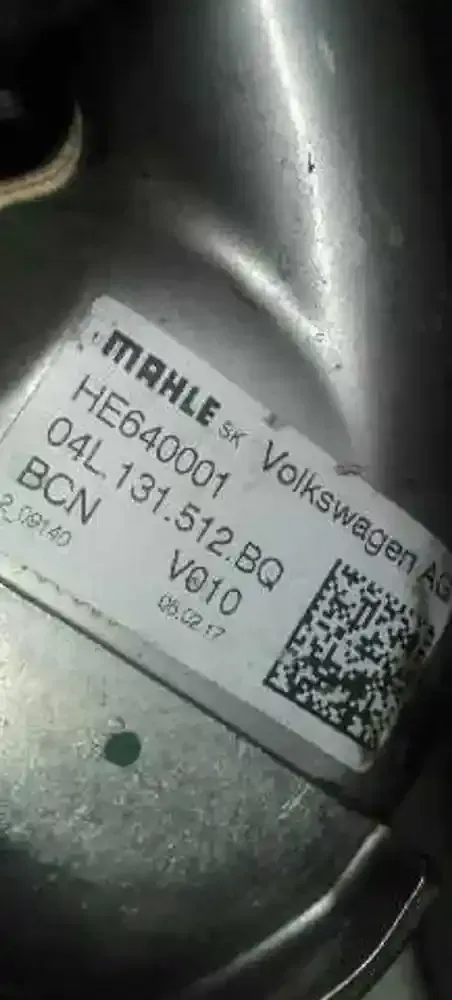 MAHLE SK Volkswagen AG
HE640001
04L.131.512.BQ
BCN V010
2_09140 06.02.17